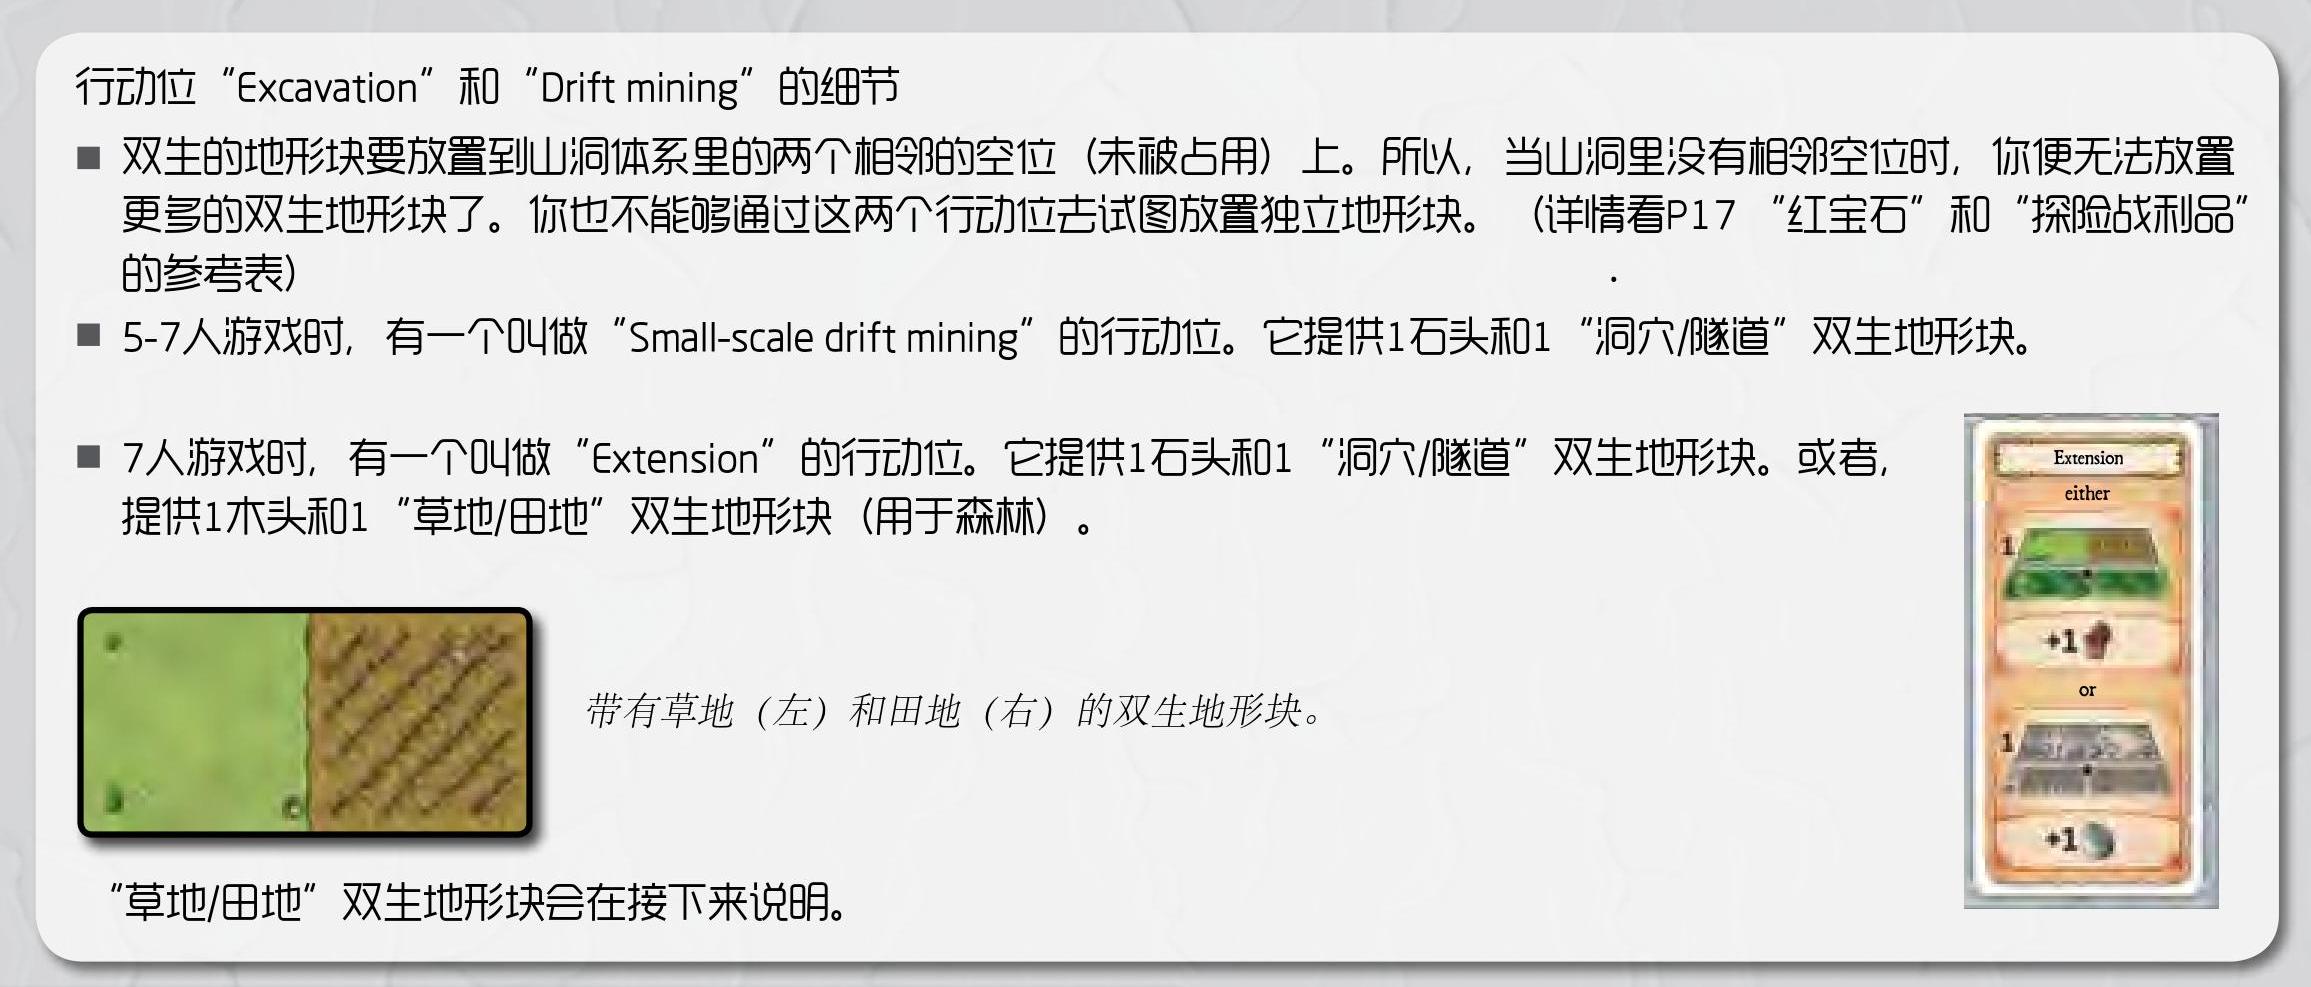 行动位“Excavation”和“Drift mining”的细节
■ 双生的地形块要放置到山洞体系里的两个相邻的空位（未被占用）上。所以，当山洞里没有相邻空位时，你便无法放置
更多的双生地形块了。你也不能够通过这两个行动位去试图放置独立地形块。（详情看P17“红宝石”和“探险战利品”
的参考表）
.
■ 5-7人游戏时，有一个叫做“Small-scale drift mining”的行动位。它提供1石头和1“洞穴/隧道”双生地形块。
■ 7人游戏时，有一个叫做“Extension”的行动位。它提供1石头和1“洞穴/隧道”双生地形块。或者，
提供1木头和1“草地/田地”双生地形块（用于森林）。
Extension
either
1
+1
or
1
+1
带有草地（左）和田地（右）的双生地形块。
“草地/田地”双生地形块会在接下来说明。